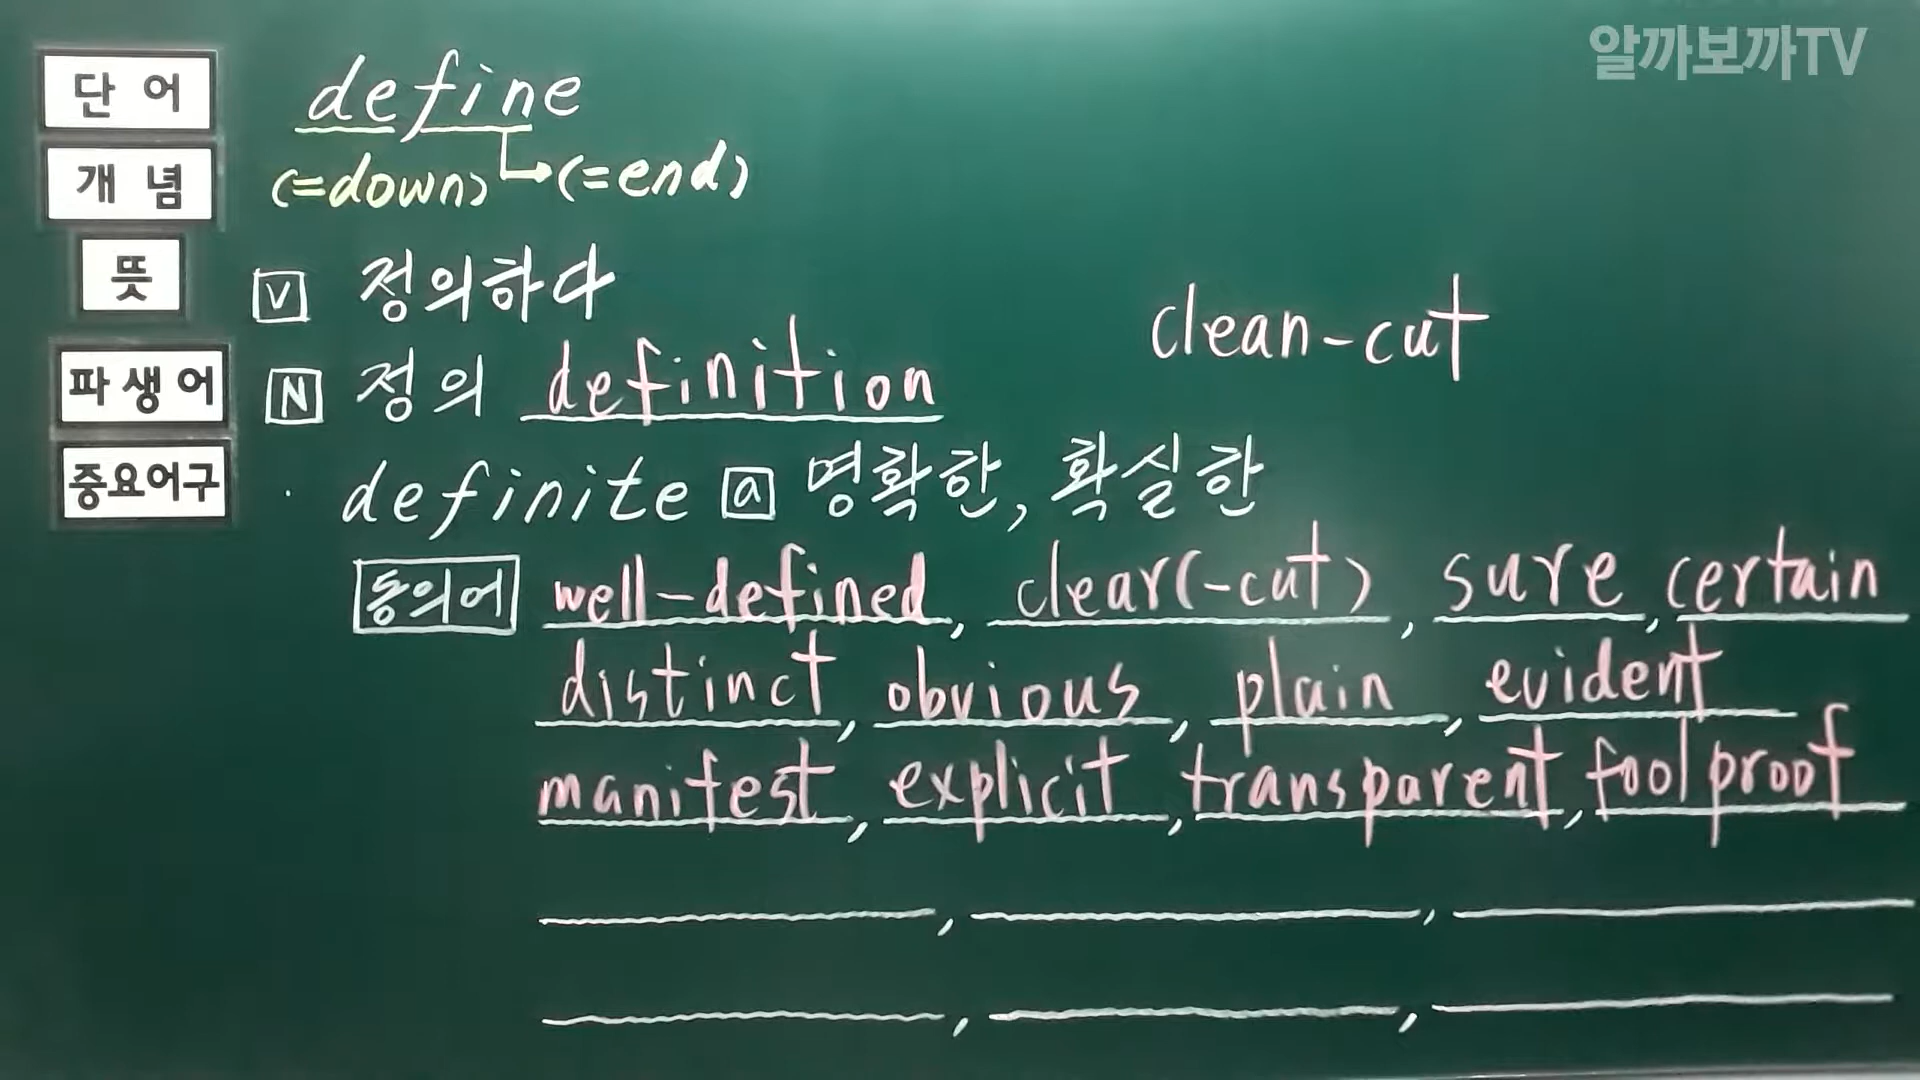 알까보까TV
단어 define
개념 (=down) (=end)
뜻 V 정의하다
clean-cut
파생어 N 정의 definition
중요어구 · definite a 명확한, 확실한
동의어 well-defined, clear(-cut), sure, certain
distinct, obvious, plain, evident
manifest, explicit, transparent, foolproof